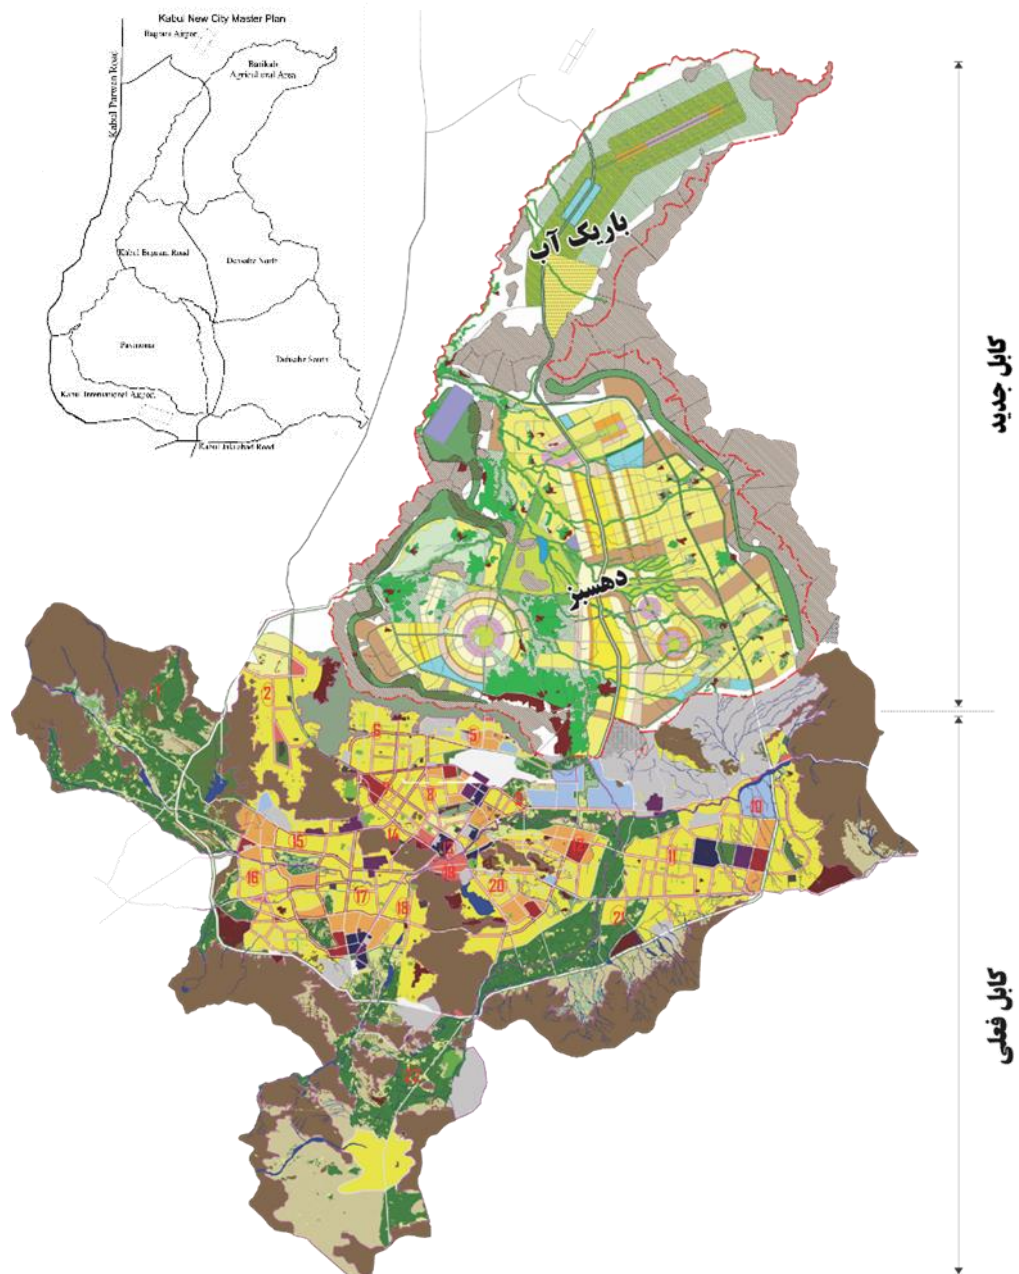 Kabul New City Master Plan
Bagram Airport
Barikab
Agricultural Area
Kabul Parwan Road
Kabul Bagram Road
Dehsabz North
Paymonar
Dehsabz South
Kabul International Airport
Kabul Jalalabad Road
باریک آب
کابل جدید
دهسبز
1
2
6
5
8
10
14
15
12
11
16
13
20
17
18
21
کابل فعلی